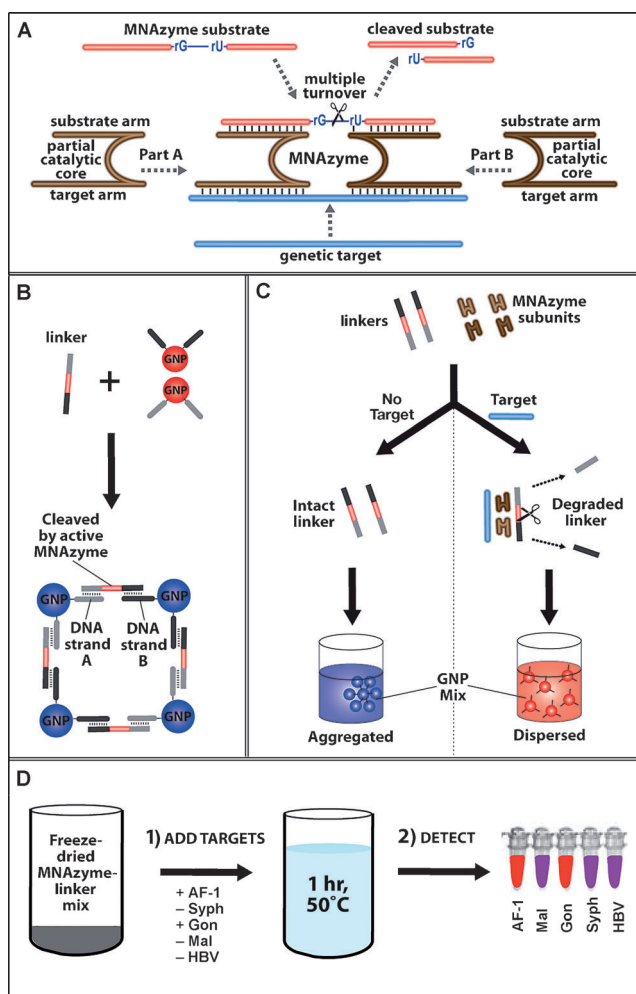 A
MNAzyme substrate
rG
rU
cleaved substrate
rG
rU
multiple
turnover
rG
rU
substrate arm
partial
catalytic
core
target arm
Part A
MNAzyme
Part B
substrate arm
partial
catalytic
core
target arm
genetic target
B
linker
+
GNP
GNP
Cleaved
by active
MNAzyme
GNP
GNP
DNA
strand
A
DNA
strand
B
GNP
GNP
C
linkers
MNAzyme
subunits
No
Target
Target
Intact
linker
Degraded
linker
GNP
Mix
Aggregated
Dispersed
D
Freeze-
dried
MNAzyme-
linker
mix
1) ADD TARGETS
+ AF-1
– Syph
+ Gon
– Mal
– HBV
1 hr,
50°C
2) DETECT
AF-1
Mal
Gon
Syph
HBV